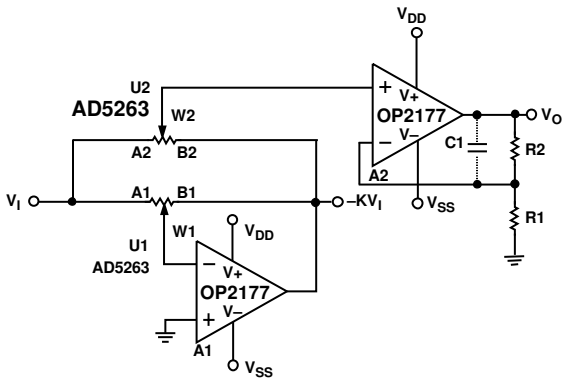 VDD
U2
AD5263
W2
+
V+
OP2177
V–
–
A2
VSS
C1
VO
R2
R1
A2
B2
A1
B1
VI
–KVI
U1
AD5263
W1
VDD
–
V+
OP2177
+
V–
A1
VSS